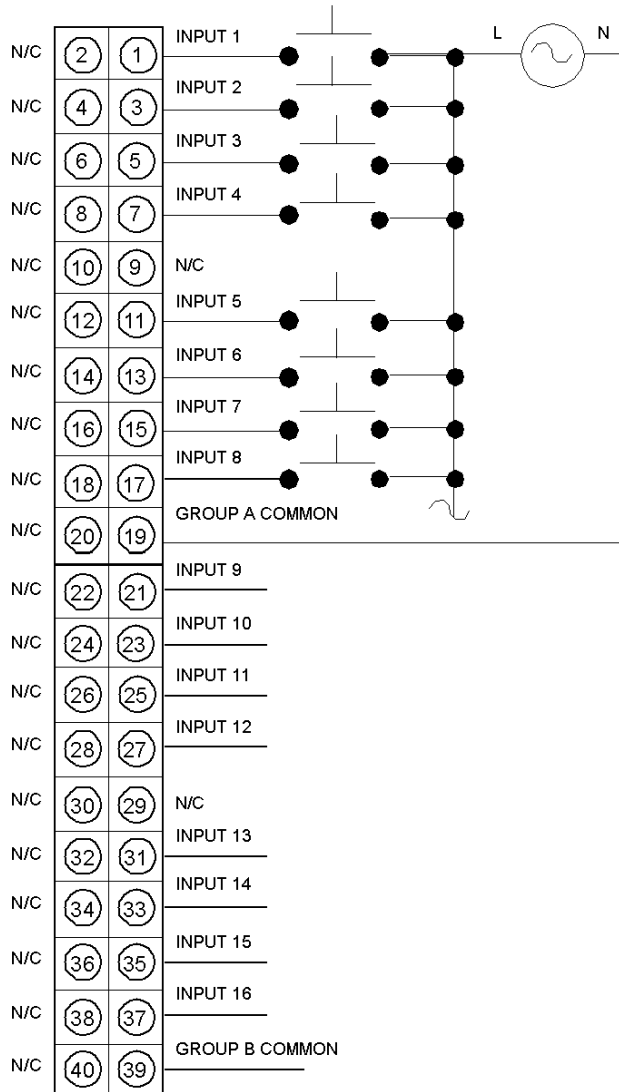 INPUT 1 L N
N/C 2 1
INPUT 2
N/C 4 3
INPUT 3
N/C 6 5
INPUT 4
N/C 8 7
N/C 10 9 N/C
INPUT 5
N/C 12 11
INPUT 6
N/C 14 13
INPUT 7
N/C 16 15
INPUT 8
N/C 18 17
GROUP A COMMON
N/C 20 19
INPUT 9
N/C 22 21
INPUT 10
N/C 24 23
INPUT 11
N/C 26 25
INPUT 12
N/C 28 27
N/C 30 29 N/C
INPUT 13
N/C 32 31
INPUT 14
N/C 34 33
INPUT 15
N/C 36 35
INPUT 16
N/C 38 37
GROUP B COMMON
N/C 40 39